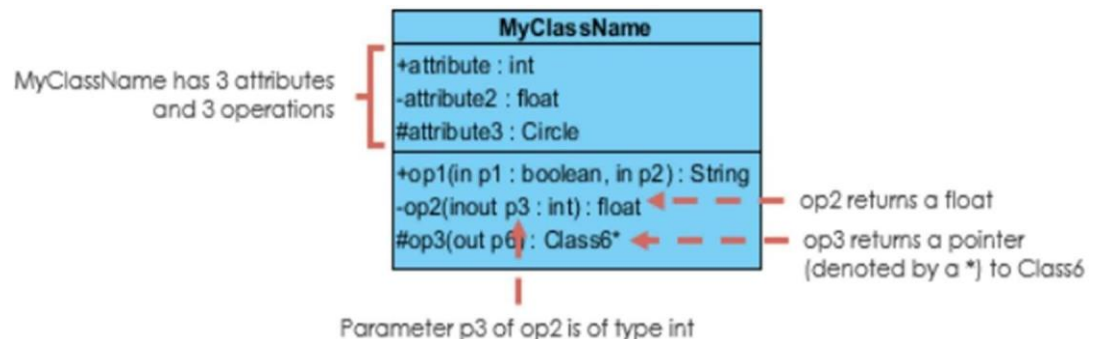 MyClassName
MyClassName has 3 attributes
and 3 operations
+attribute : int
-attribute2 : float
#attribute3 : Circle
+op1(in p1 : boolean, in p2) : String
-op2(inout p3 : int) : float
#op3(out p6) : Class6*
op2 returns a float
op3 returns a pointer
(denoted by a *) to Class6
Parameter p3 of op2 is of type int